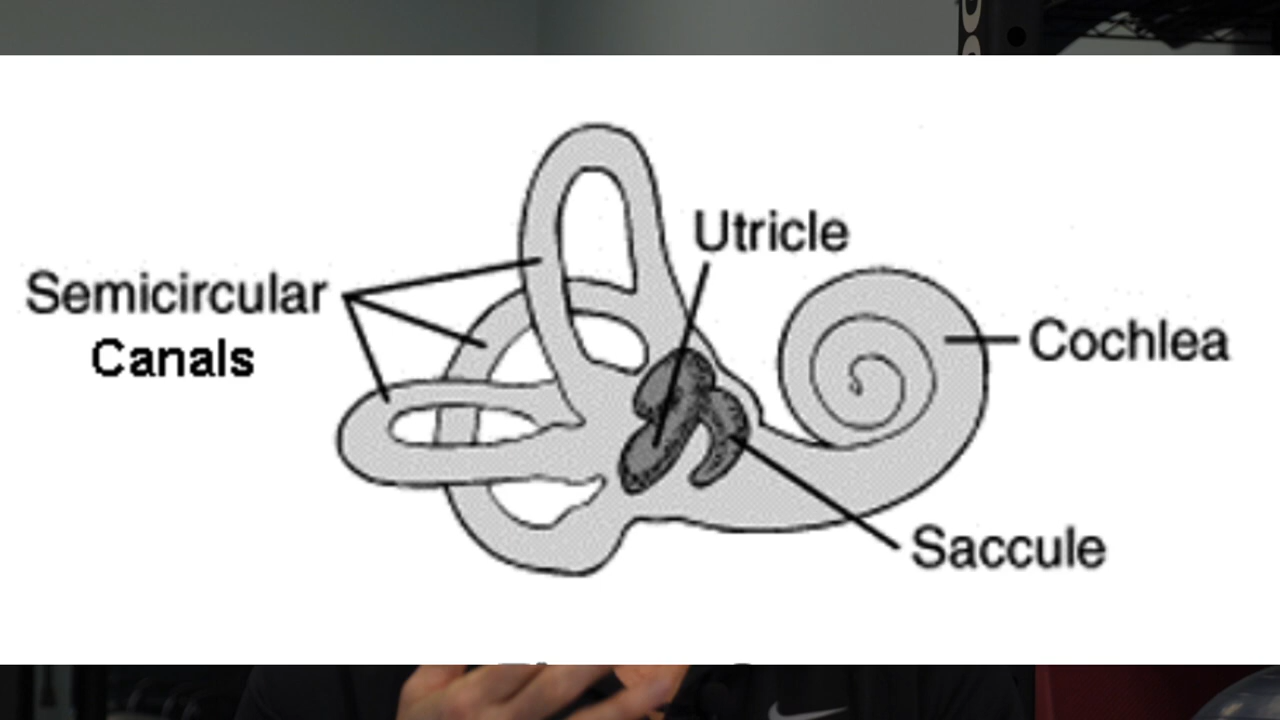 Utricle
Semicircular
Canals
Cochlea
Saccule